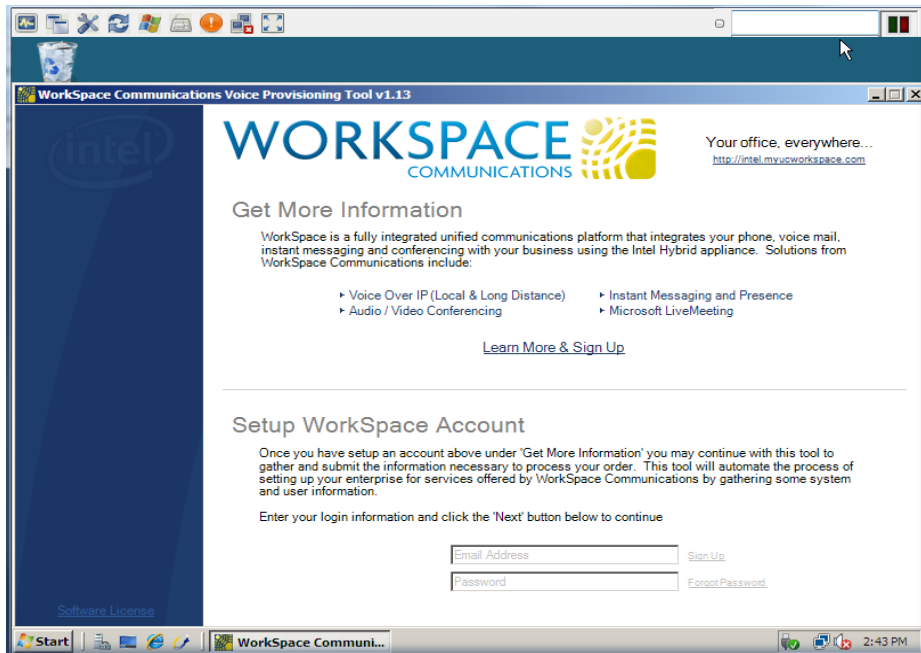 WorkSpace Communications Voice Provisioning Tool v1.13
intel
WORKSPACE
COMMUNICATIONS
Your office, everywhere...
http://intel.myucworkspace.com
Get More Information
WorkSpace is a fully integrated unified communications platform that integrates your phone, voice mail,
instant messaging and conferencing with your business using the Intel Hybrid appliance.  Solutions from
WorkSpace Communications include:
Voice Over IP (Local & Long Distance)
Instant Messaging and Presence
Audio / Video Conferencing
Microsoft LiveMeeting
Learn More & Sign Up
Setup WorkSpace Account
Once you have setup an account above under 'Get More Information' you may continue with this tool to
gather and submit the information necessary to process your order.  This tool will automate the process of
setting up your enterprise for services offered by WorkSpace Communications by gathering some system
and user information.
Enter your login information and click the 'Next' button below to continue
Email Address
Sign Up
Password
Forgot Password
Software License
Start
WorkSpace Communi...
2:43 PM